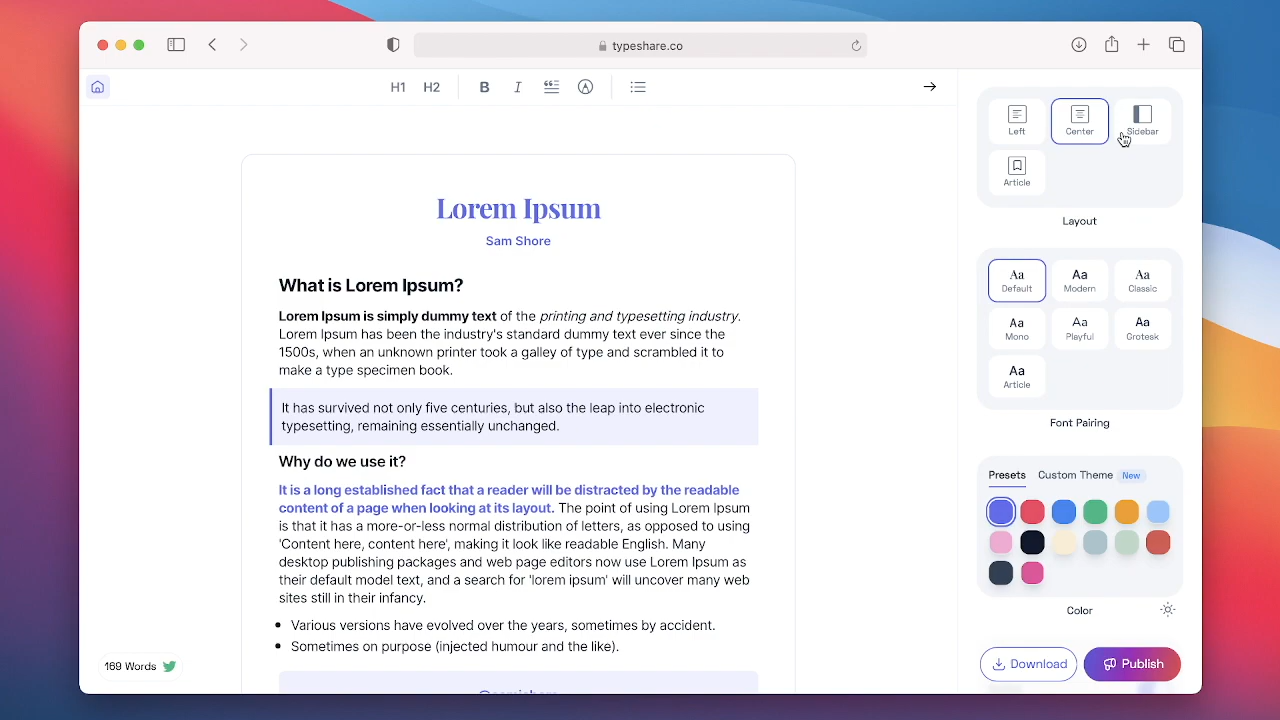 typeshare.co
H1 H2 B I
Left
Center
Sidebar
Article
Layout
Lorem Ipsum
Sam Shore
What is Lorem Ipsum?
Lorem Ipsum is simply dummy text of the printing and typesetting industry.
Lorem Ipsum has been the industry's standard dummy text ever since the
1500s, when an unknown printer took a galley of type and scrambled it to
make a type specimen book.
It has survived not only five centuries, but also the leap into electronic
typesetting, remaining essentially unchanged.
Why do we use it?
It is a long established fact that a reader will be distracted by the readable
content of a page when looking at its layout. The point of using Lorem Ipsum
is that it has a more-or-less normal distribution of letters, as opposed to using
'Content here, content here', making it look like readable English. Many
desktop publishing packages and web page editors now use Lorem Ipsum as
their default model text, and a search for 'lorem ipsum' will uncover many web
sites still in their infancy.
• Various versions have evolved over the years, sometimes by accident.
• Sometimes on purpose (injected humour and the like).
169 Words
Aa
Default
Aa
Modern
Aa
Classic
Aa
Mono
Aa
Playful
Aa
Grotesk
Aa
Article
Font Pairing
Presets Custom Theme New
Color
Download
Publish